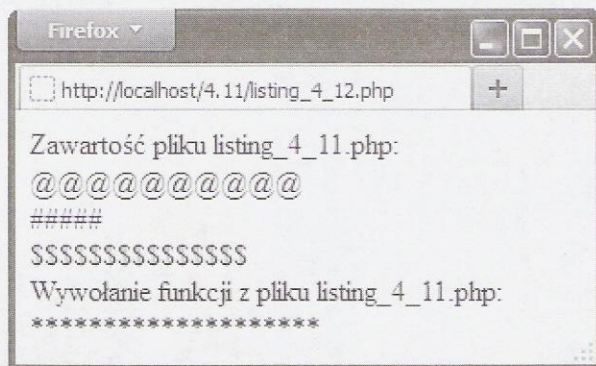 Firefox
http://localhost/4.11/listing_4_12.php
Zawartość pliku listing_4_11.php:
@@@@@@@@@@
#####
$$$$$$$$$$$$$$$
Wywołanie funkcji z pliku listing_4_11.php:
********************